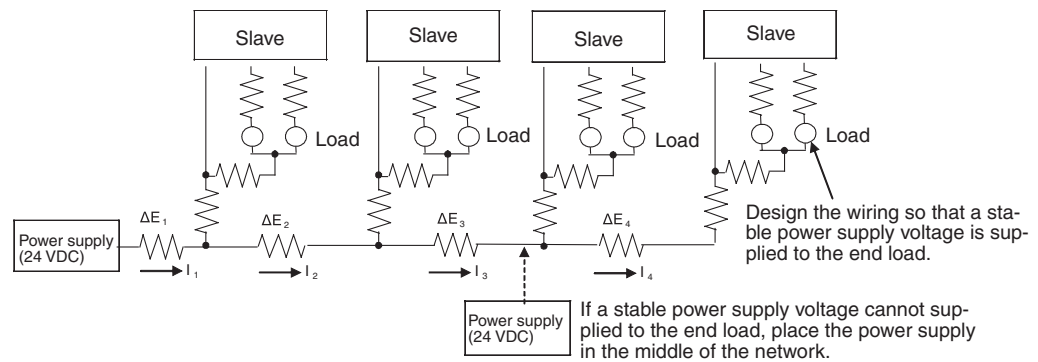 Slave
Slave
Slave
Slave
Load
Load
Load
Load
ΔE₁
ΔE₂
ΔE₃
ΔE₄
Power supply
(24 VDC)
I₁
I₂
I₃
I₄
Design the wiring so that a sta-
ble power supply voltage is sup-
plied to the end load.
Power supply
(24 VDC)
If a stable power supply voltage cannot sup-
plied to the end load, place the power supply
in the middle of the network.